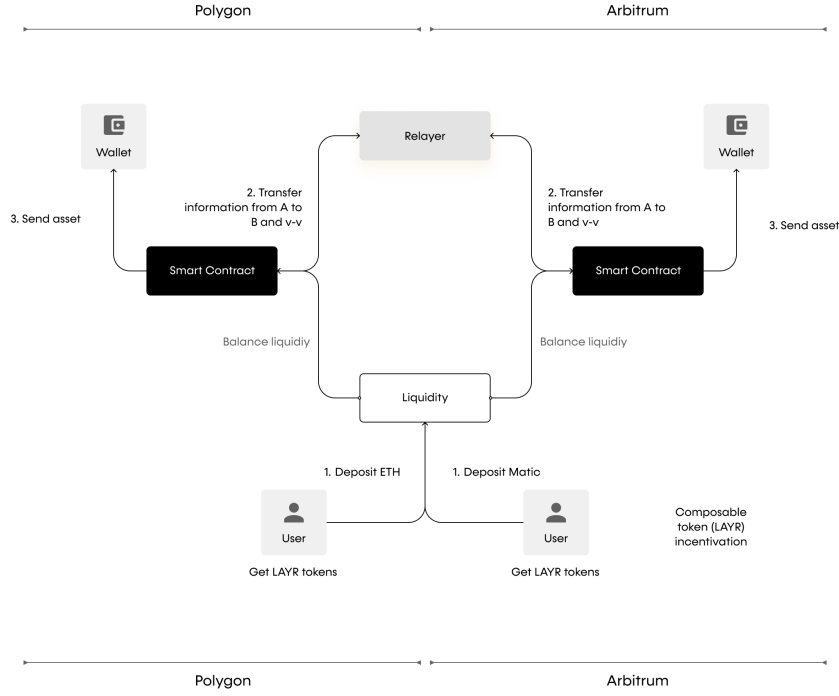 Polygon
Arbitrum
Wallet
Relayer
Wallet
2. Transfer
information from A to
B and v-v
2. Transfer
information from A to
B and v-v
3. Send asset
3. Send asset
Smart Contract
Smart Contract
Balance liquidiy
Balance liquidiy
Liquidity
1. Deposit ETH
1. Deposit Matic
User
User
Composable
token (LAYR)
incentivation
Get LAYR tokens
Get LAYR tokens
Polygon
Arbitrum